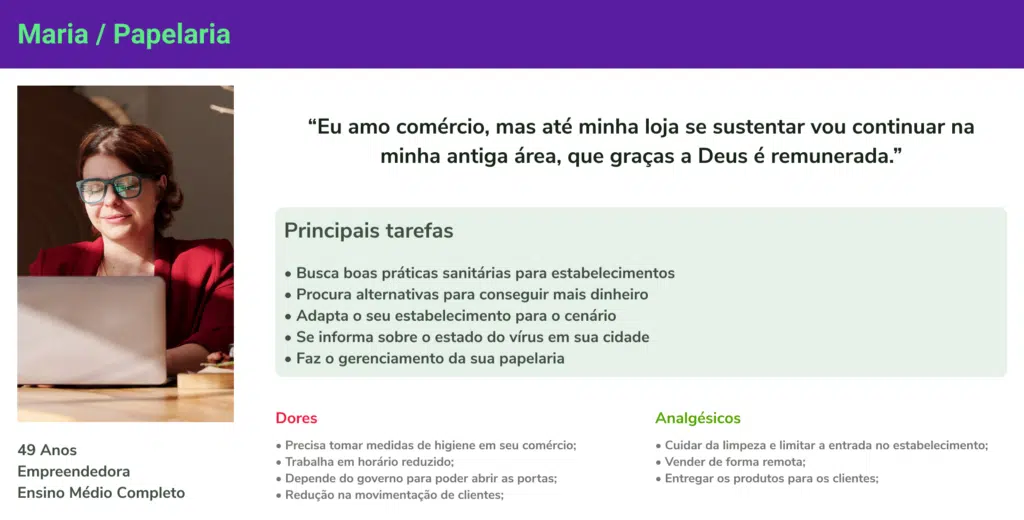 Maria / Papelaria
“Eu amo comércio, mas até minha loja se sustentar vou continuar na
minha antiga área, que graças a Deus é remunerada.”
Principais tarefas
• Busca boas práticas sanitárias para estabelecimentos
• Procura alternativas para conseguir mais dinheiro
• Adapta o seu estabelecimento para o cenário
• Se informa sobre o estado do vírus em sua cidade
• Faz o gerenciamento da sua papelaria
49 Anos
Empreendedora
Ensino Médio Completo
Dores
• Precisa tomar medidas de higiene em seu comércio;
• Trabalha em horário reduzido;
• Depende do governo para poder abrir as portas;
• Redução na movimentação de clientes;
Analgésicos
• Cuidar da limpeza e limitar a entrada no estabelecimento;
• Vender de forma remota;
• Entregar os produtos para os clientes;